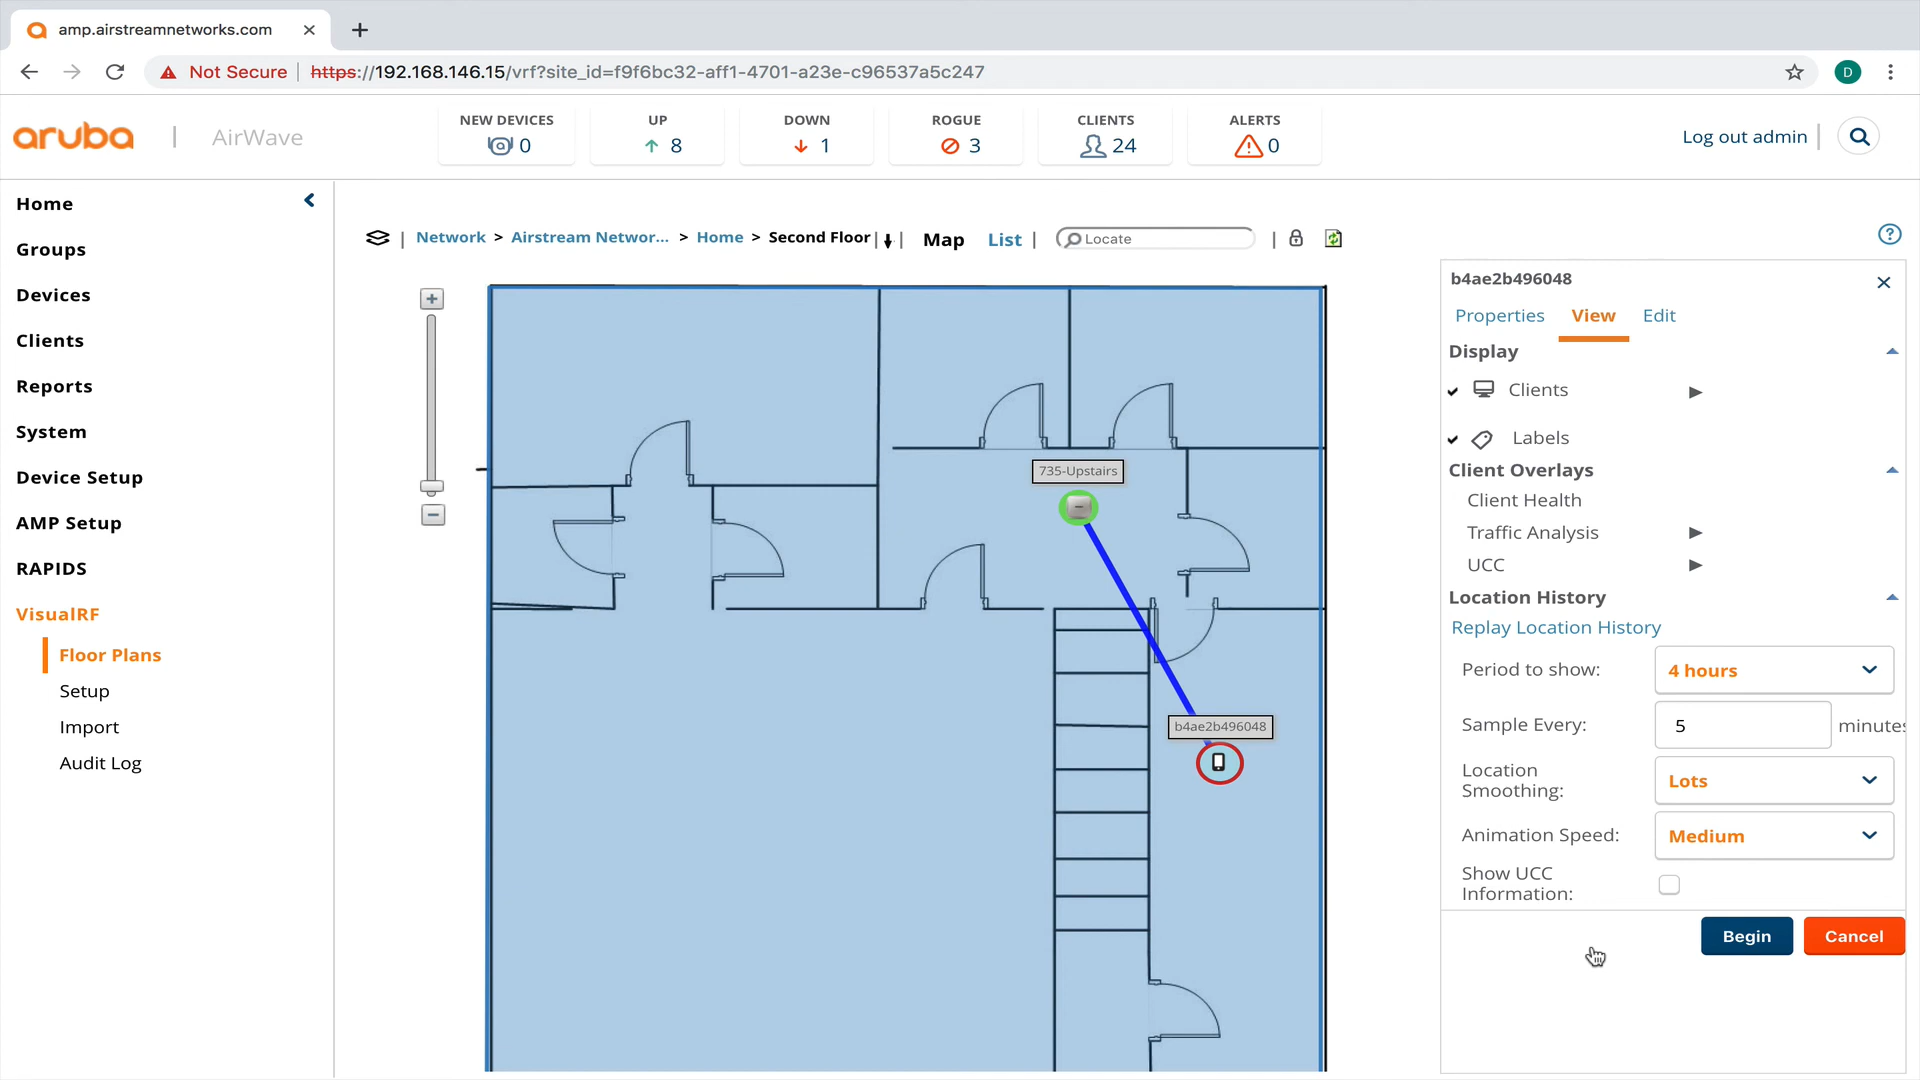 amp.airstreamnetworks.com
Not Secure https://192.168.146.15/vrf?site_id=f9f6bc32-aff1-4701-a23e-c96537a5c247
D
aruba | AirWave
NEW DEVICES
0
UP
8
DOWN
1
ROGUE
3
CLIENTS
24
ALERTS
0
Log out admin
Home
Groups
Devices
Clients
Reports
System
Device Setup
AMP Setup
RAPIDS
VisualRF
Floor Plans
Setup
Import
Audit Log
| Network > Airstream Networ... > Home > Second Floor | | Map List | Locate |
735-Upstairs
b4ae2b496048
b4ae2b496048
Properties View Edit
Display
Clients
Labels
Client Overlays
Client Health
Traffic Analysis
UCC
Location History
Replay Location History
Period to show: 4 hours
Sample Every: 5 minutes
Location
Smoothing: Lots
Animation Speed: Medium
Show UCC
Information:
Begin Cancel